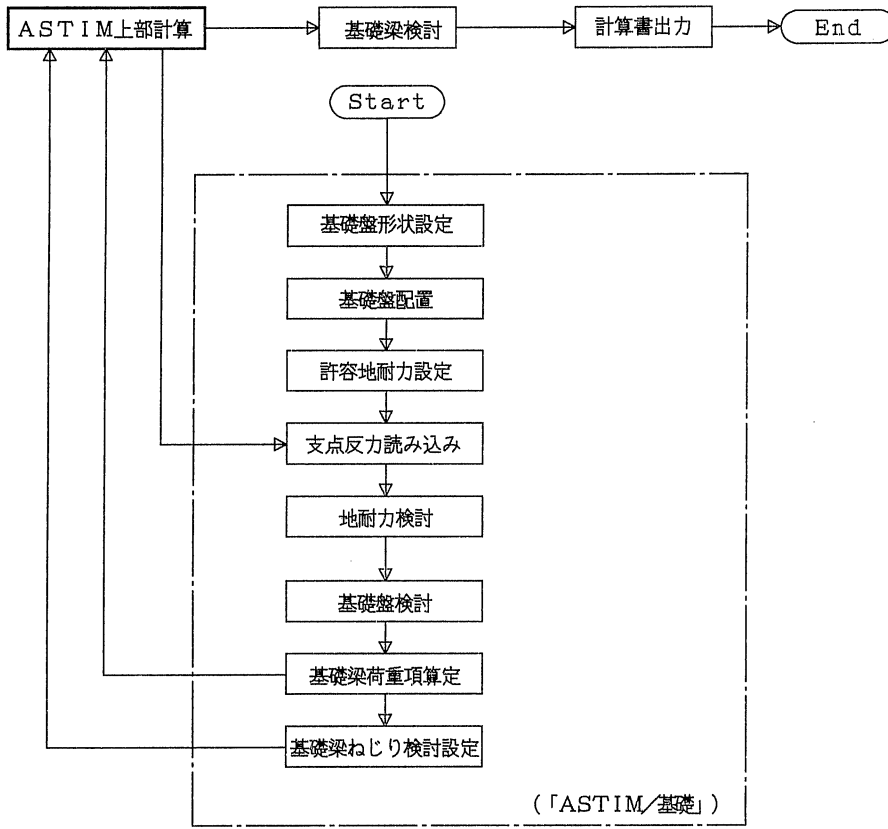 ＡＳＴＩＭ上部計算
基礎梁検討
計算書出力
End
Start
基礎盤形状設定
基礎盤配置
許容地耐力設定
支点反力読み込み
地耐力検討
基礎盤検討
基礎梁荷重項算定
基礎梁ねじり検討設定
(「ASTIM／基礎」)